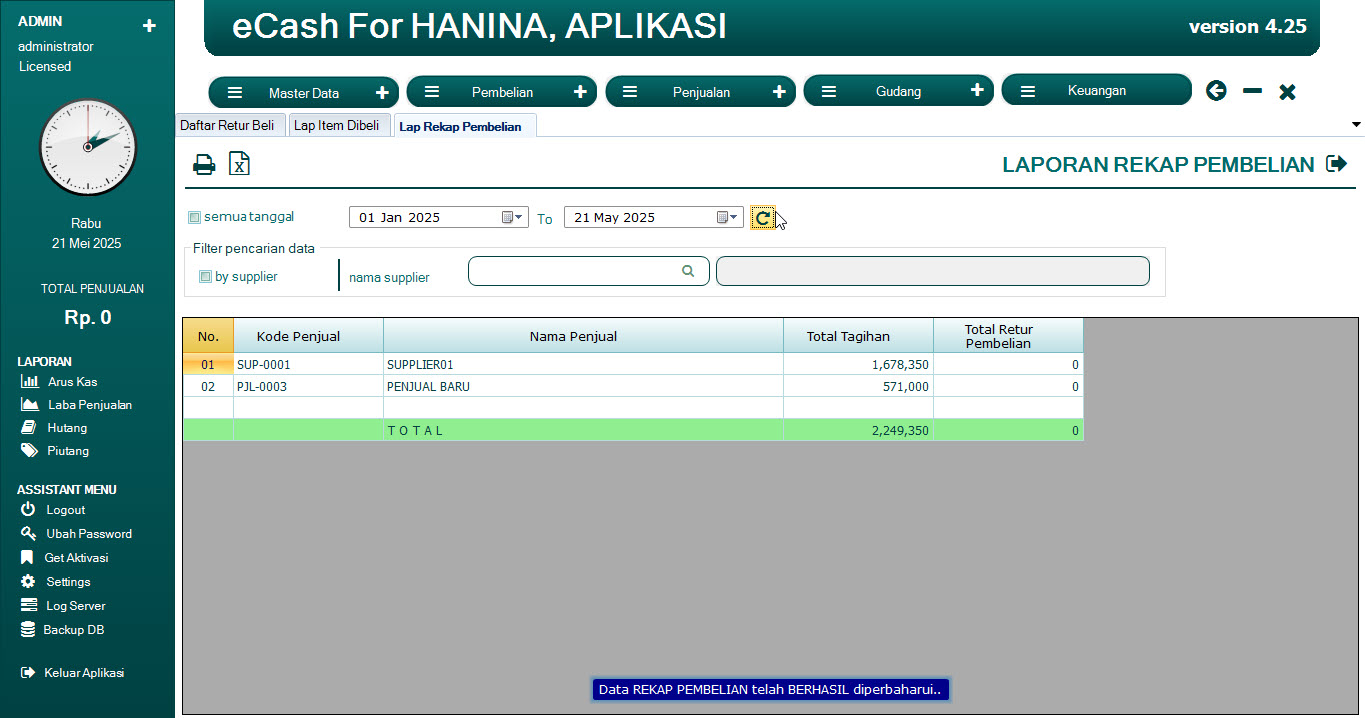 ADMIN
administrator
Licensed
eCash For HANINA, APLIKASI
version 4.25
Master Data
Pembelian
Penjualan
Gudang
Keuangan
Daftar Retur Beli
Lap Item Dibeli
Lap Rekap Pembelian
LAPORAN REKAP PEMBELIAN
semua tanggal
01 Jan 2025
To
21 May 2025
Filter pencarian data
by supplier
nama supplier
No. Kode Penjual Nama Penjual Total Tagihan Total Retur Pembelian
01 SUP-0001 SUPPLIER01 1,678,350 0
02 PJL-0003 PENJUAL BARU 571,000 0
T O T A L 2,249,350 0
Data REKAP PEMBELIAN telah BERHASIL diperbaharui..
Rabu
21 Mei 2025
TOTAL PENJUALAN
Rp. 0
LAPORAN
Arus Kas
Laba Penjualan
Hutang
Piutang
ASSISTANT MENU
Logout
Ubah Password
Get Aktivasi
Settings
Log Server
Backup DB
Keluar Aplikasi